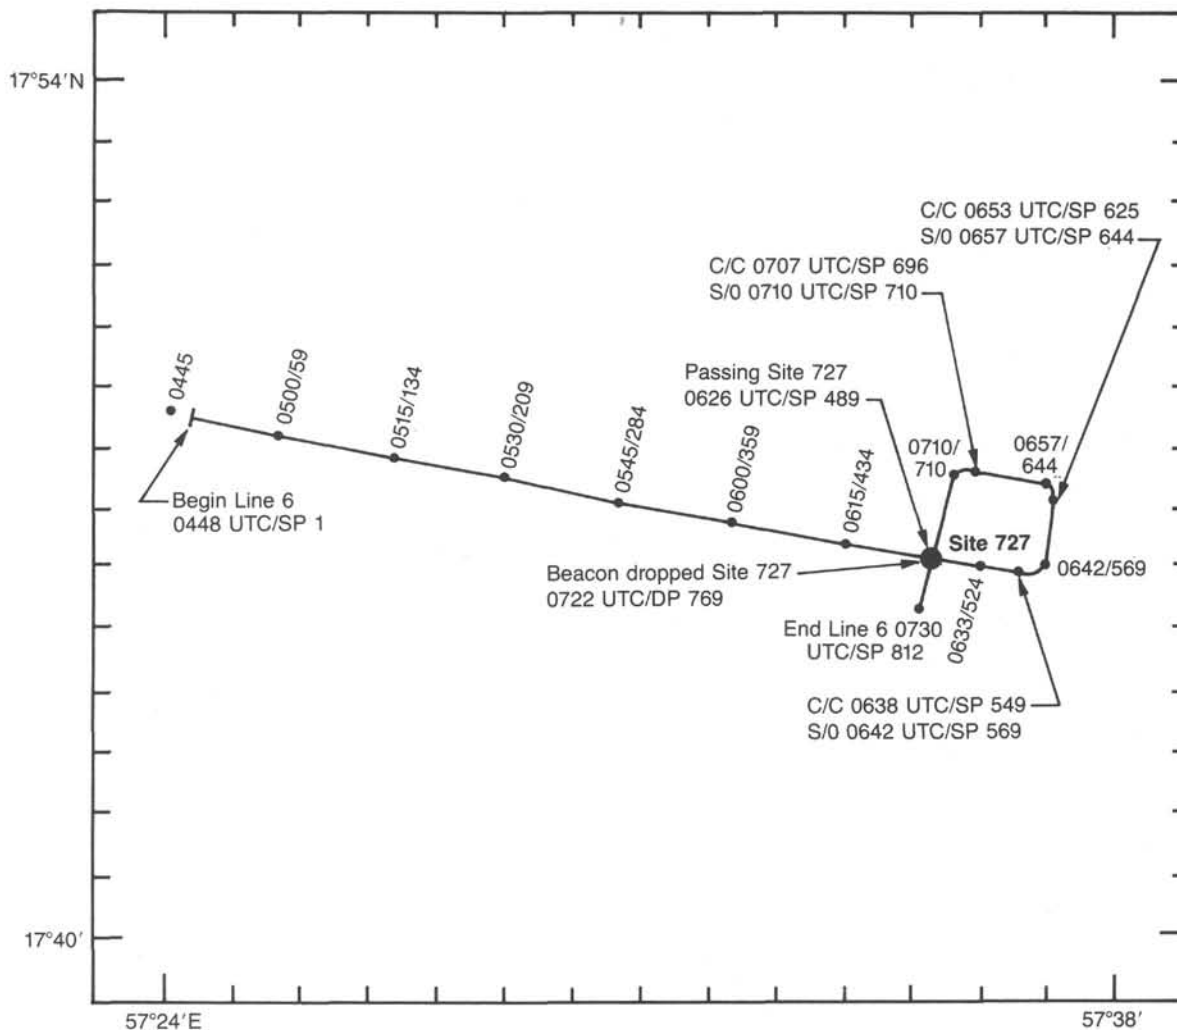 17°54′N
C/C 0653 UTC/SP 625
S/0 0657 UTC/SP 644
C/C 0707 UTC/SP 696
S/0 0710 UTC/SP 710
0445
0500/59
0515/134
0530/209
0545/284
0600/359
0615/434
Passing Site 727
0626 UTC/SP 489
0710/
710
0657/
644
Begin Line 6
0448 UTC/SP 1
Site 727
Beacon dropped Site 727
0722 UTC/DP 769
0642/569
0633/524
End Line 6 0730
UTC/SP 812
C/C 0638 UTC/SP 549
S/0 0642 UTC/SP 569
17°40′
57°24′E
57°38′